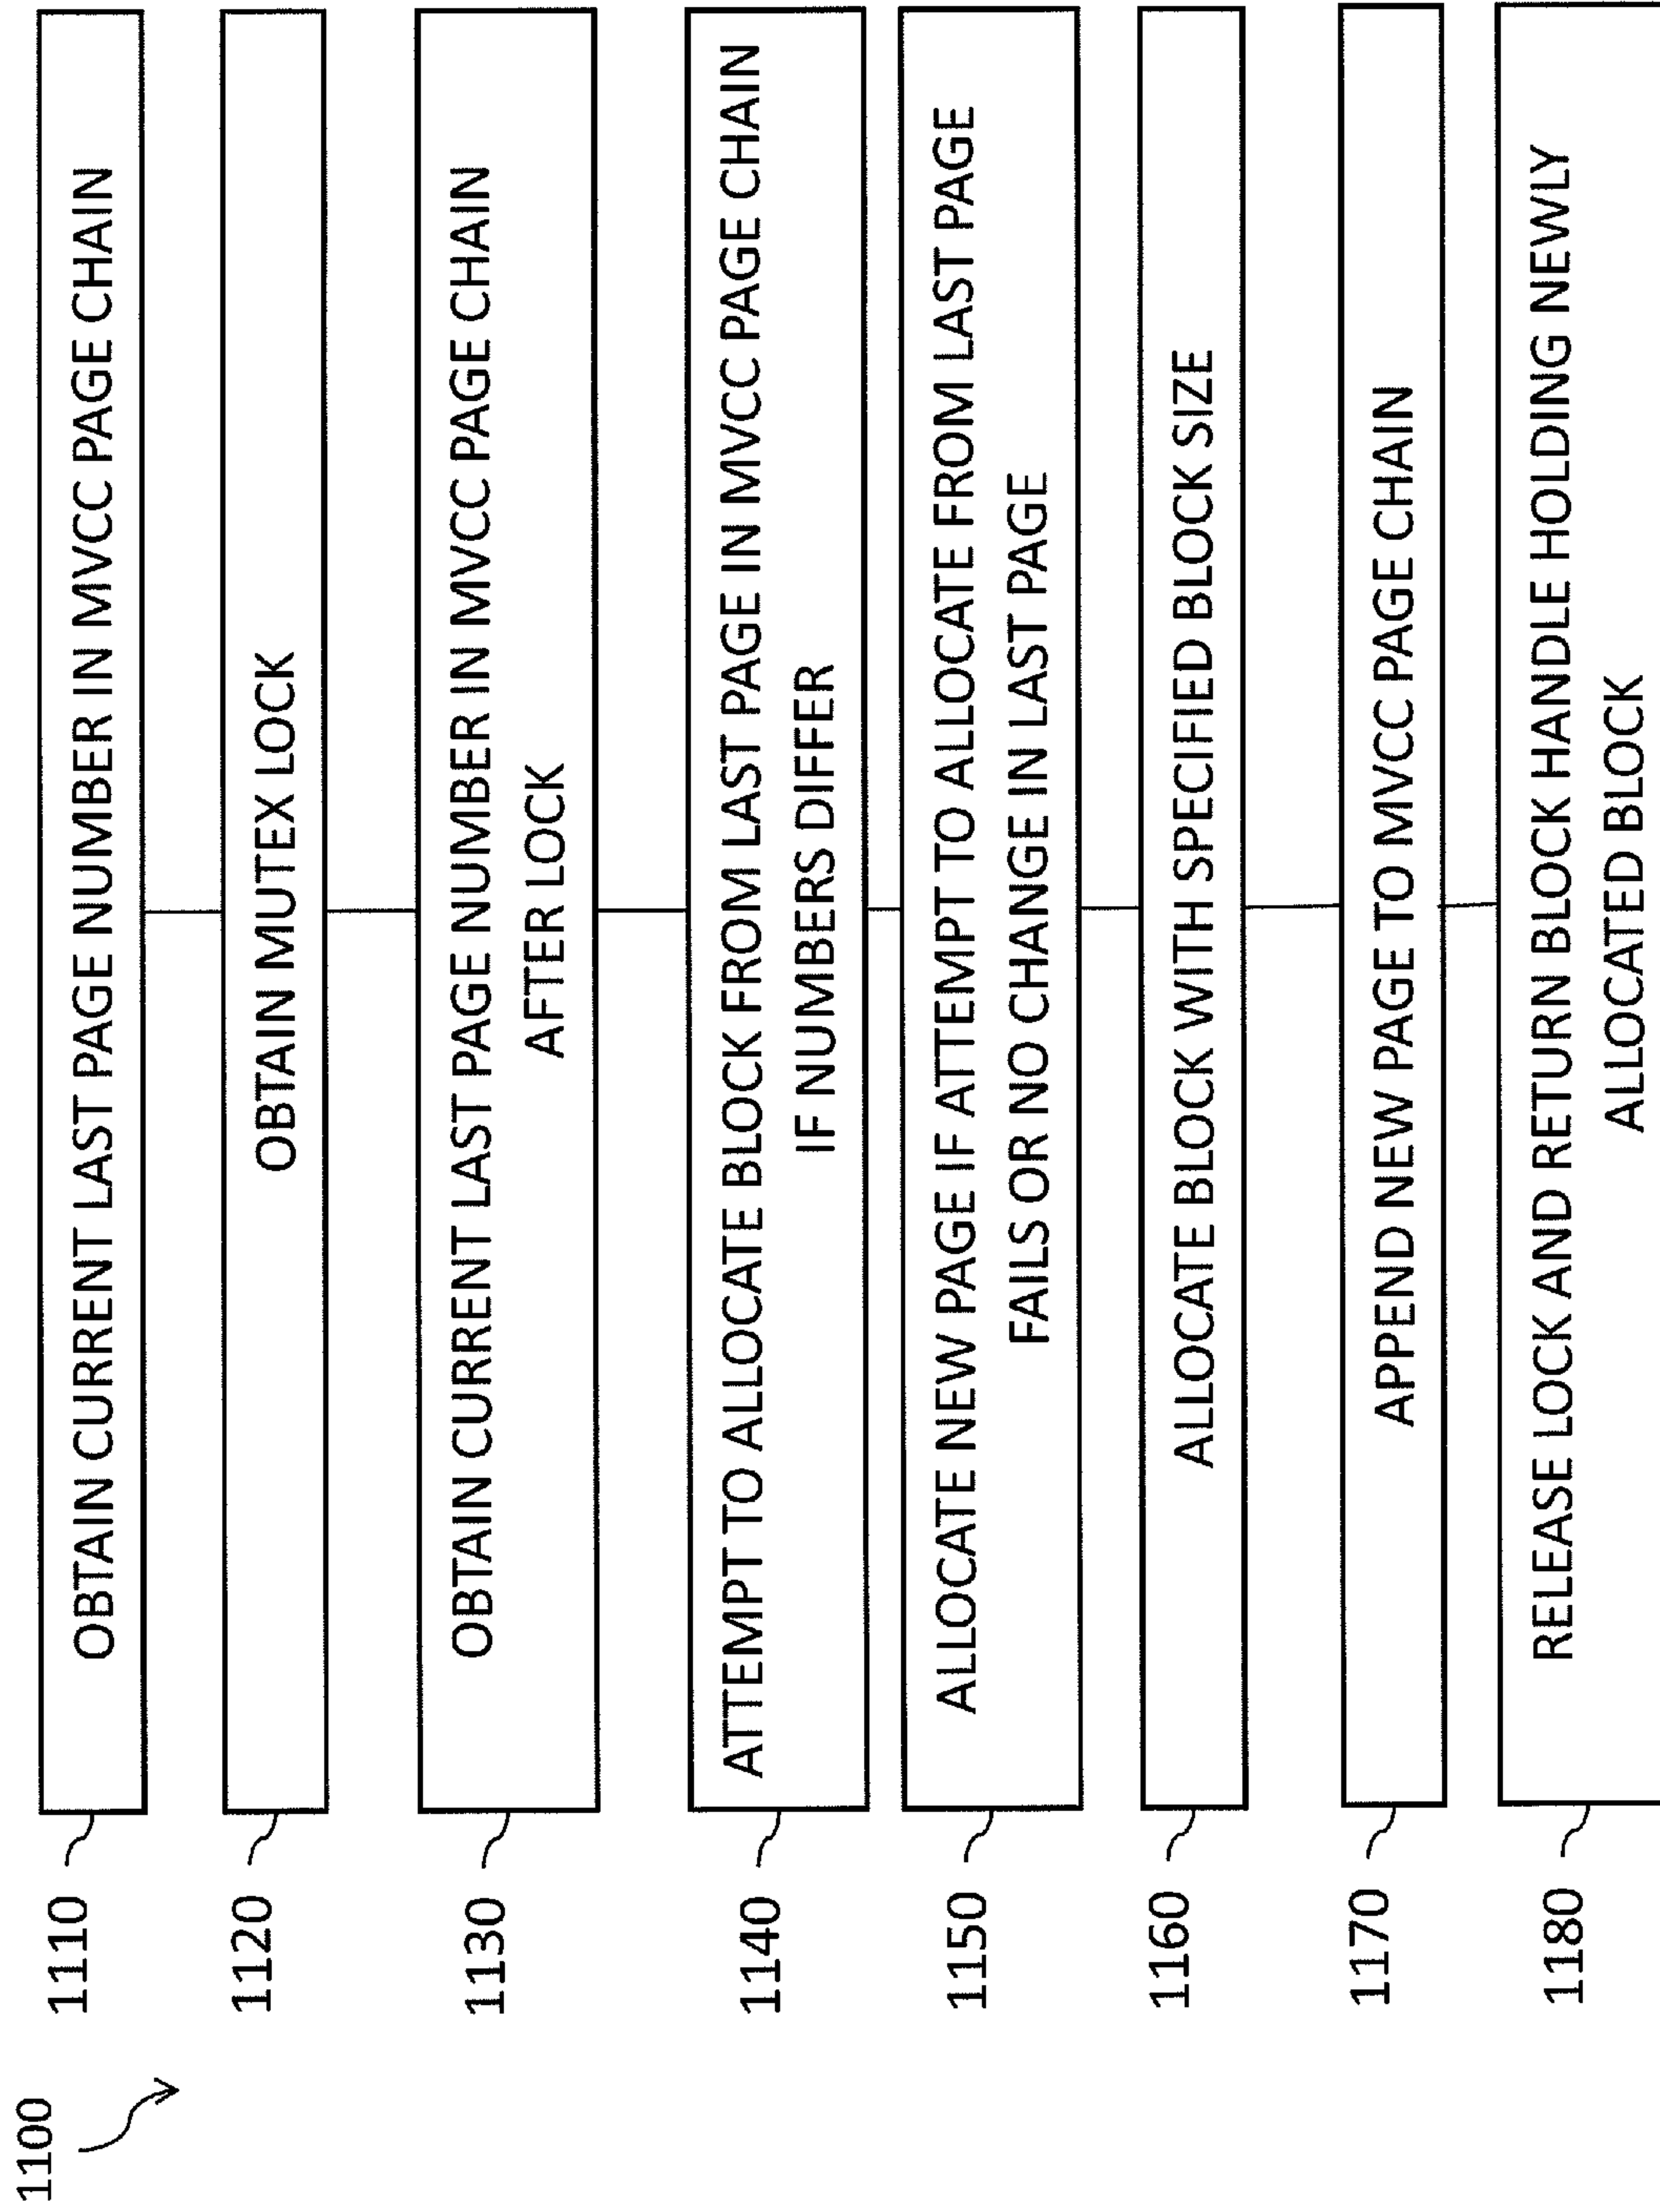 1100
1110
OBTAIN CURRENT LAST PAGE NUMBER IN MVCC PAGE CHAIN
1120
OBTAIN MUTEX LOCK
1130
OBTAIN CURRENT LAST PAGE NUMBER IN MVCC PAGE CHAIN
AFTER LOCK
1140
ATTEMPT TO ALLOCATE BLOCK FROM LAST PAGE IN MVCC PAGE CHAIN
IF NUMBERS DIFFER
1150
ALLOCATE NEW PAGE IF ATTEMPT TO ALLOCATE FROM LAST PAGE
FAILS OR NO CHANGE IN LAST PAGE
1160
ALLOCATE BLOCK WITH SPECIFIED BLOCK SIZE
1170
APPEND NEW PAGE TO MVCC PAGE CHAIN
1180
RELEASE LOCK AND RETURN BLOCK HANDLE HOLDING NEWLY
ALLOCATED BLOCK